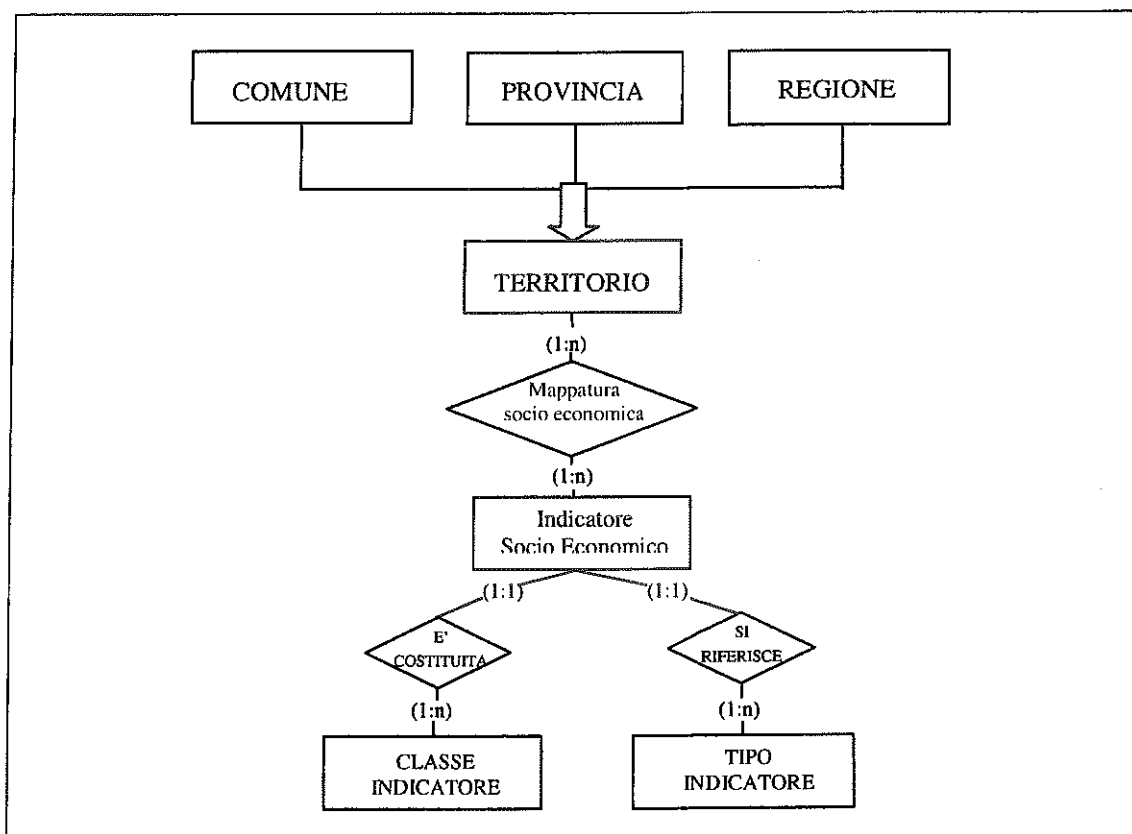 COMUNE
PROVINCIA
REGIONE
TERRITORIO
(1:n)
Mappatura
socio economica
(1:n)
Indicatore
Socio Economico
(1:1)
(1:1)
E'
COSTITUITA
SI
RIFERISCE
(1:n)
(1:n)
CLASSE
INDICATORE
TIPO
INDICATORE